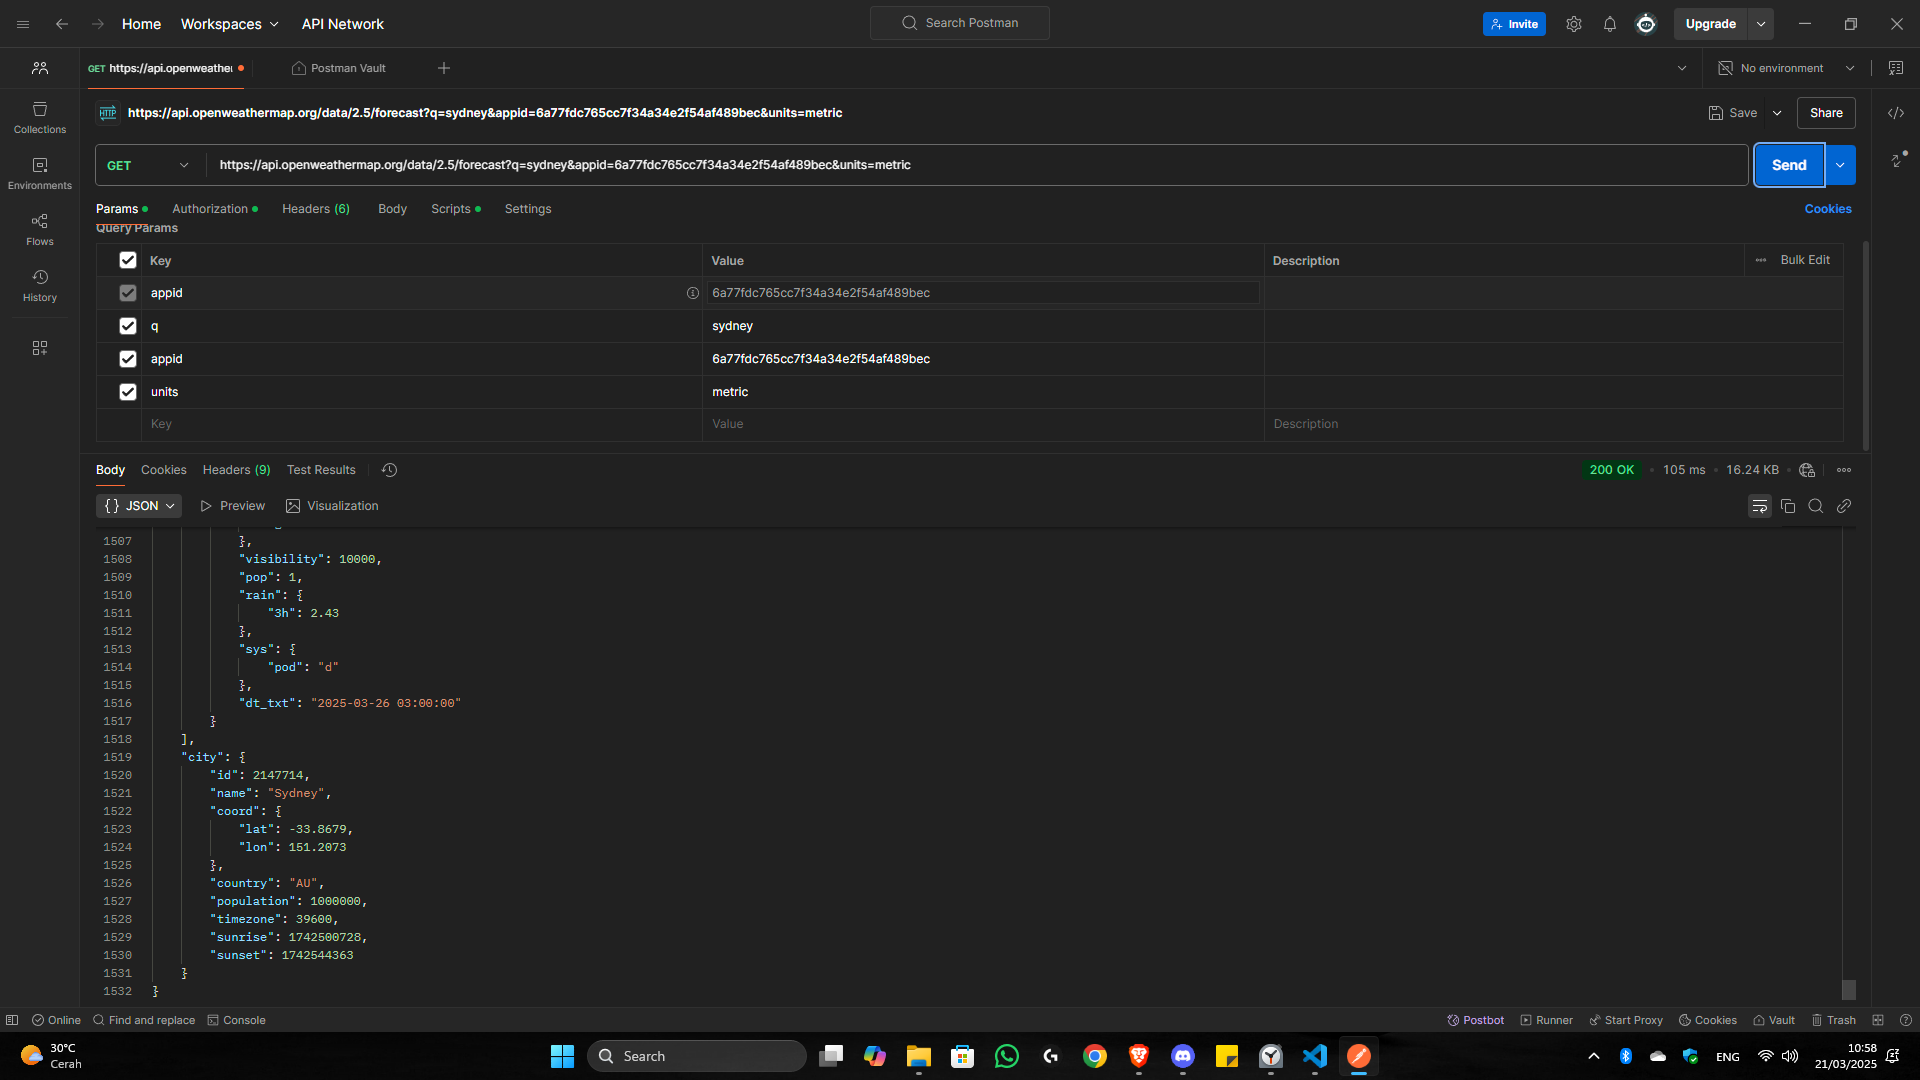 Home Workspaces API Network
Search Postman
Invite
Upgrade
GET https://api.openweather
Postman Vault
No environment
HTTP https://api.openweathermap.org/data/2.5/forecast?q=sydney&appid=6a77fdc765cc7f34a34e2f54af489bec&units=metric
Save
Share
Collections
Environments
Flows
History
GET https://api.openweathermap.org/data/2.5/forecast?q=sydney&appid=6a77fdc765cc7f34a34e2f54af489bec&units=metric
Send
Params Authorization Headers (6) Body Scripts Settings
Cookies
Query Params
Key Value Description Bulk Edit
appid 6a77fdc765cc7f34a34e2f54af489bec
q sydney
appid 6a77fdc765cc7f34a34e2f54af489bec
units metric
Key Value Description
Body Cookies Headers (9) Test Results
200 OK 105 ms 16.24 KB
{} JSON Preview Visualization
1507 },
1508 "visibility": 10000,
1509 "pop": 1,
1510 "rain": {
1511 "3h": 2.43
1512 },
1513 "sys": {
1514 "pod": "d"
1515 },
1516 "dt_txt": "2025-03-26 03:00:00"
1517 }
1518 ],
1519 "city": {
1520 "id": 2147714,
1521 "name": "Sydney",
1522 "coord": {
1523 "lat": -33.8679,
1524 "lon": 151.2073
1525 },
1526 "country": "AU",
1527 "population": 1000000,
1528 "timezone": 39600,
1529 "sunrise": 1742500728,
1530 "sunset": 1742544363
1531 }
1532 }
Online Find and replace Console
Postbot Runner Start Proxy Cookies Vault Trash
30°C
Cerah
Search
ENG
10:58
21/03/2025